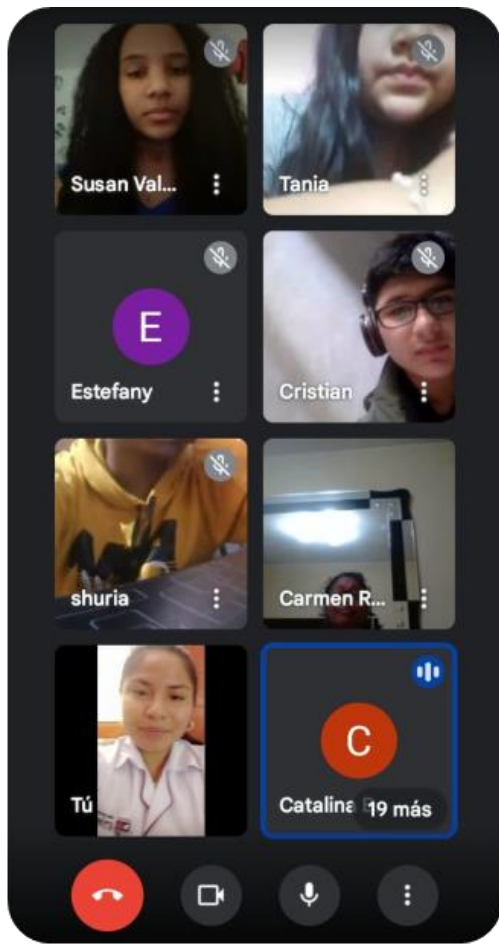 Susan Val...
Tania
E
Estefany
Cristian
shuria
Carmen R...
Tú
C
Catalina
19 más